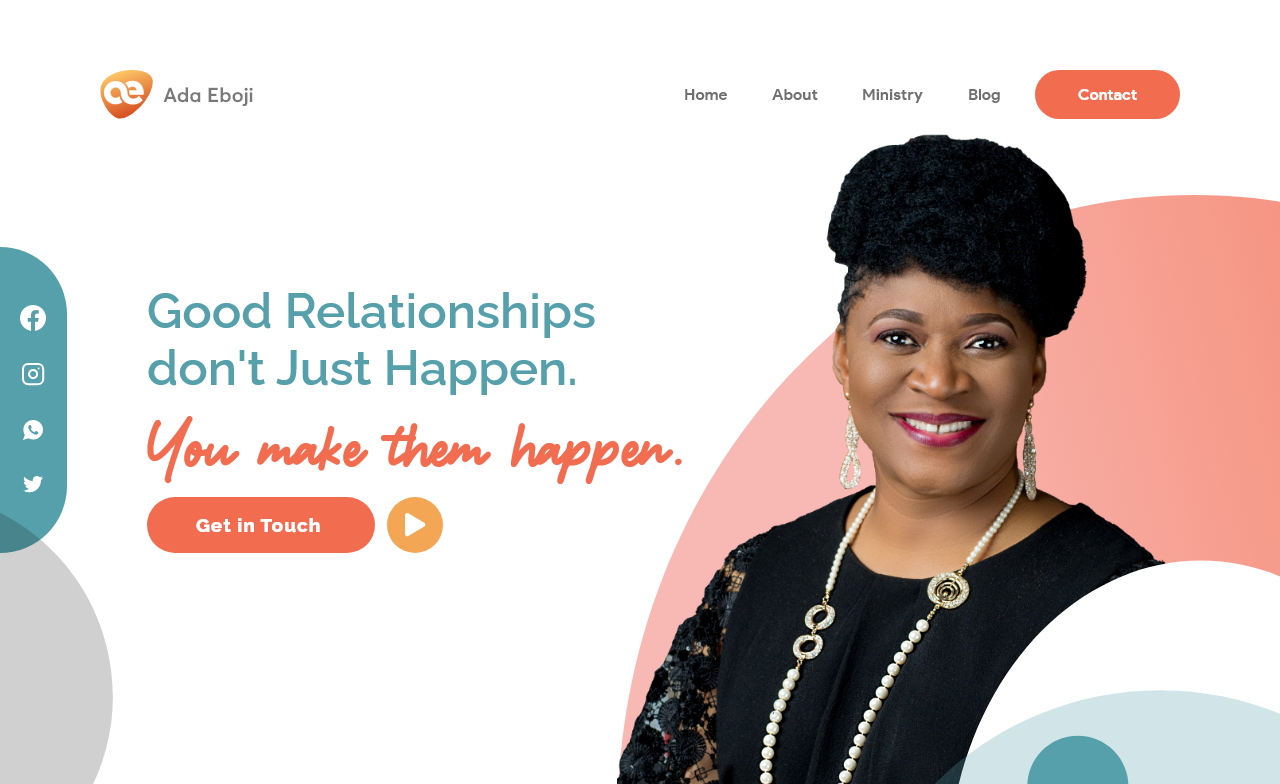 ae Ada Eboji
Home About Ministry Blog Contact
Good Relationships
don't Just Happen.
You make them happen.
Get in Touch